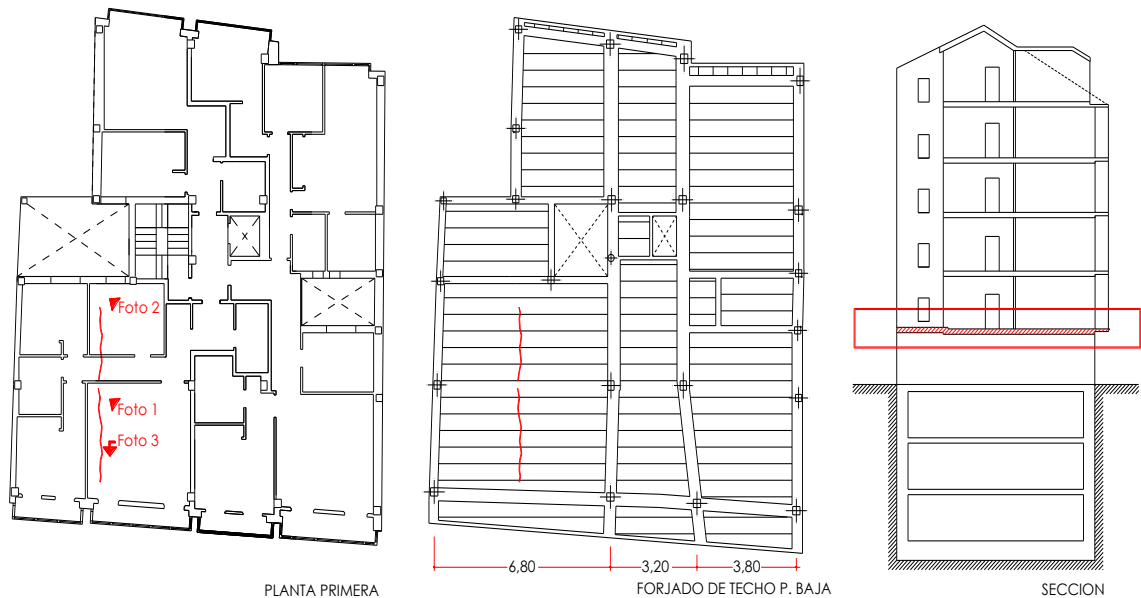 Foto 2
Foto 1
Foto 3
X
6,80
3,20
3,80
PLANTA PRIMERA
FORJADO DE TECHO P. BAJA
SECCION